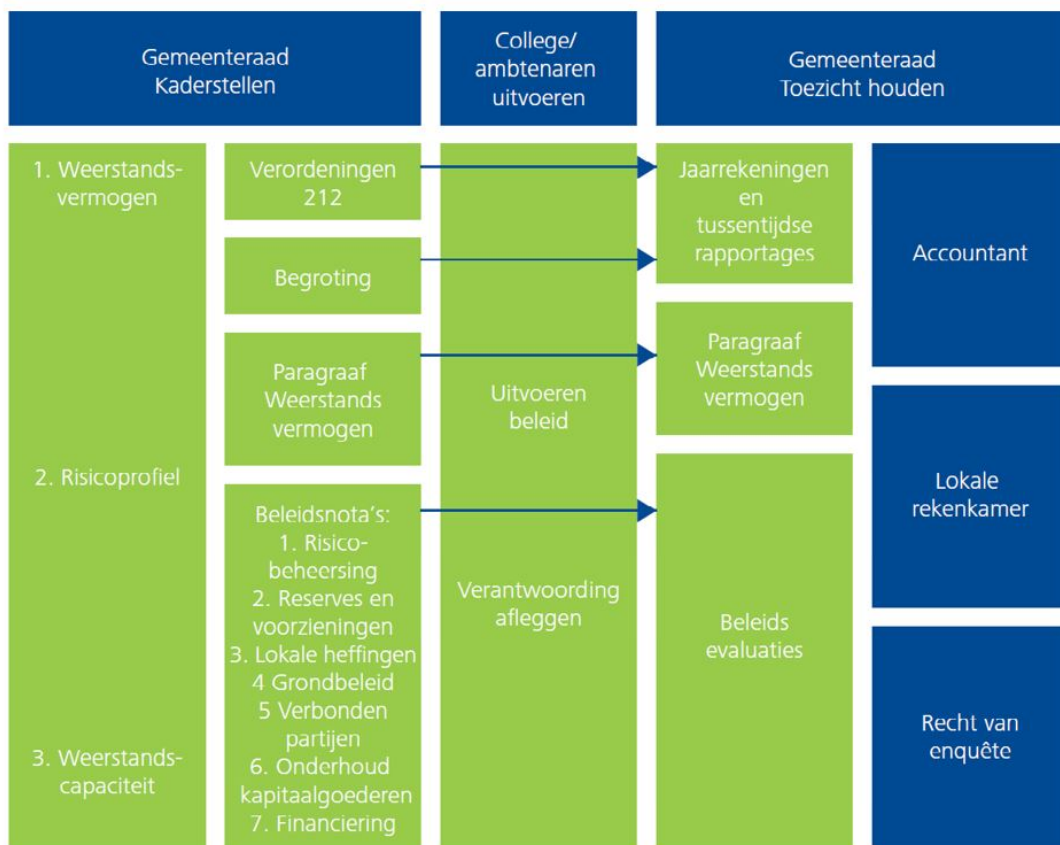 Gemeenteraad
Kaderstellen
College/
ambtenaren
uitvoeren
Gemeenteraad
Toezicht houden
1. Weerstands-
vermogen
2. Risicoprofiel
3. Weerstands-
capaciteit
Verordeningen
212
Begroting
Paragraaf
Weerstands
vermogen
Beleidsnota’s:
1. Risico-
beheersing
2. Reserves en
voorzieningen
3. Lokale heffingen
4 Grondbeleid
5 Verbonden
partijen
6. Onderhoud
kapitaalgoederen
7. Financiering
Uitvoeren
beleid
Verantwoording
afleggen
Jaarrekeningen
en
tussentijdse
rapportages
Paragraaf
Weerstands
vermogen
Beleids
evaluaties
Accountant
Lokale
rekenkamer
Recht van
enquête